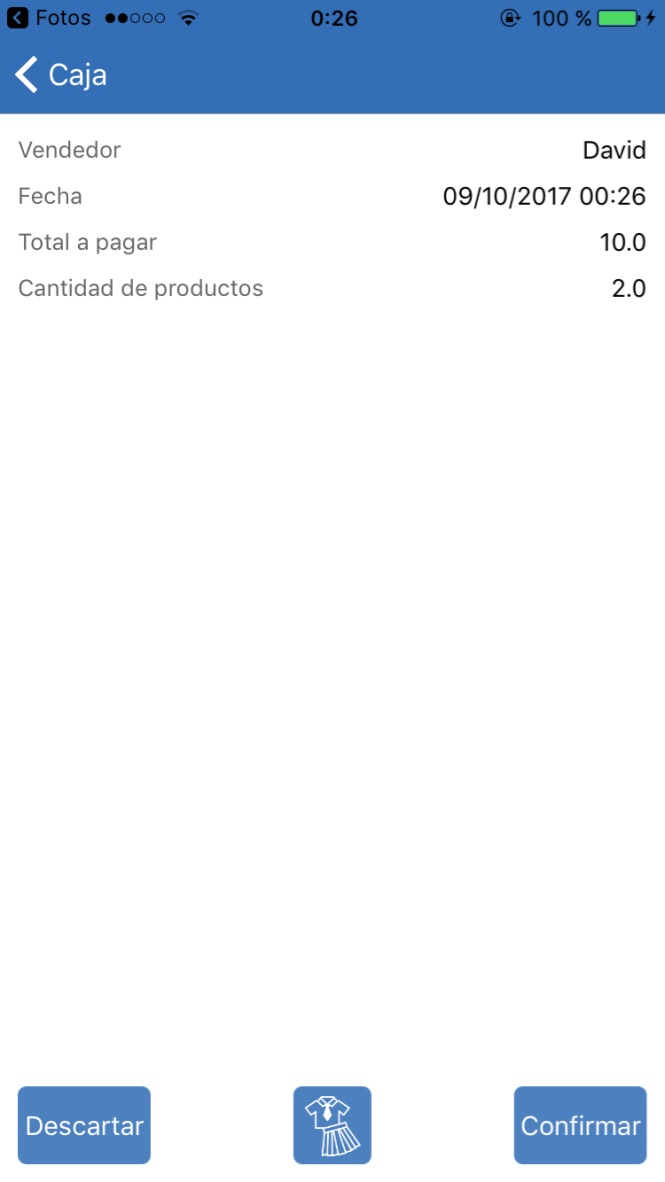 Fotos 0:26 100 %
Caja
Vendedor David
Fecha 09/10/2017 00:26
Total a pagar 10.0
Cantidad de productos 2.0
Descartar Confirmar